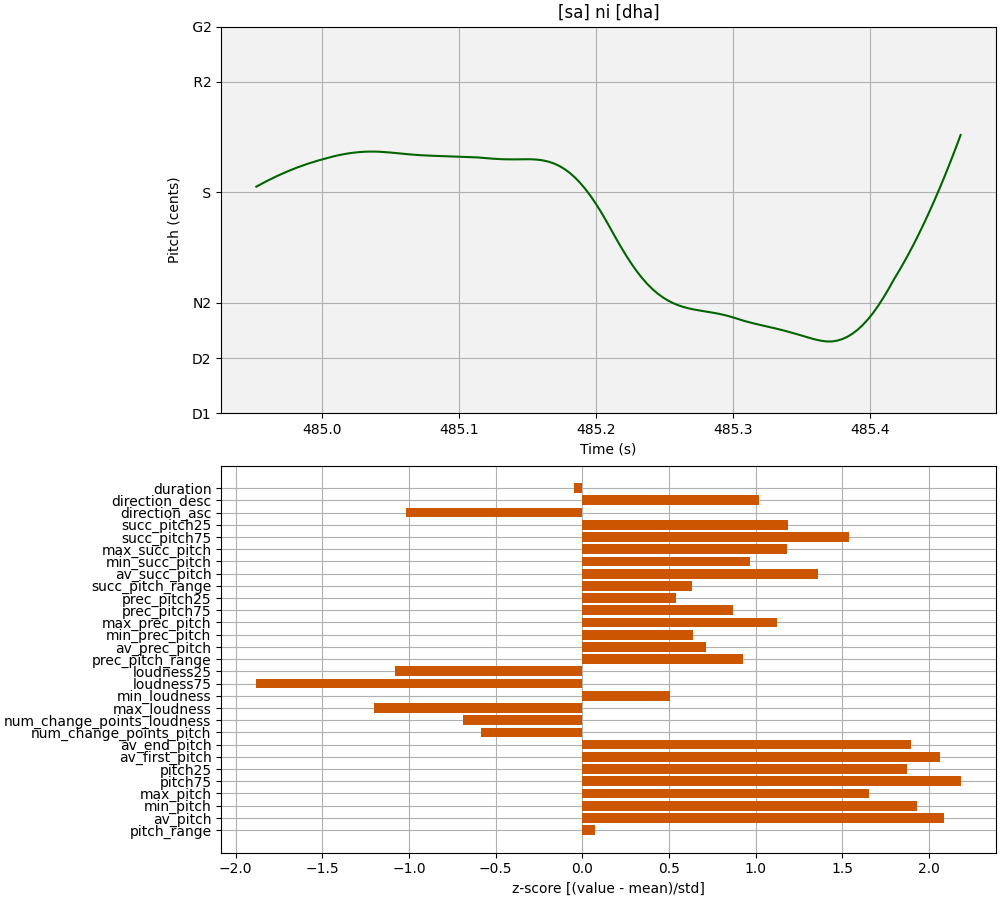 [sa] ni [dha]
G2
R2
S
N2
D2
D1
Pitch (cents)
485.0 485.1 485.2 485.3 485.4
Time (s)
duration
direction_desc
direction_asc
succ_pitch25
succ_pitch75
max_succ_pitch
min_succ_pitch
av_succ_pitch
succ_pitch_range
prec_pitch25
prec_pitch75
max_prec_pitch
min_prec_pitch
av_prec_pitch
prec_pitch_range
loudness25
loudness75
min_loudness
max_loudness
num_change_points_loudness
num_change_points_pitch
av_end_pitch
av_first_pitch
pitch25
pitch75
max_pitch
min_pitch
av_pitch
pitch_range
−2.0 −1.5 −1.0 −0.5 0.0 0.5 1.0 1.5 2.0
z-score [(value - mean)/std]